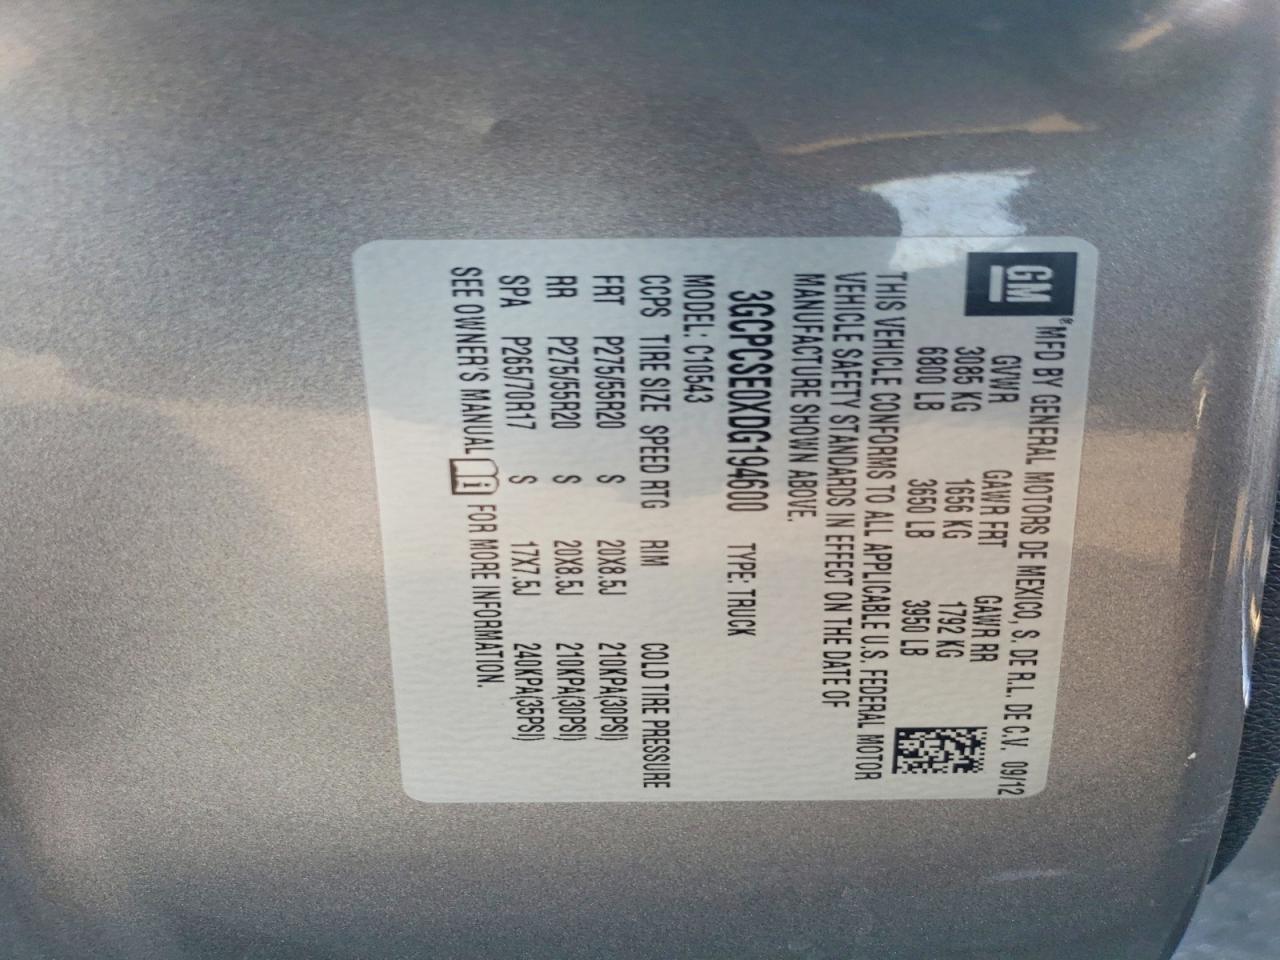 GM
®MFD BY GENERAL MOTORS DE MEXICO, S. DE R.L. DE C.V. 09/12
GVWR GAWR FRT GAWR RR
3085 KG 1656 KG 1792 KG
6800 LB 3650 LB 3950 LB
THIS VEHICLE CONFORMS TO ALL APPLICABLE U.S. FEDERAL MOTOR
VEHICLE SAFETY STANDARDS IN EFFECT ON THE DATE OF
MANUFACTURE SHOWN ABOVE.
3GCPCSE0XDG194600 TYPE: TRUCK
MODEL: C10543
CCPS TIRE SIZE SPEED RTG RIM COLD TIRE PRESSURE
FRT P275/55R20 S 20X8.5J 210KPA(30PSI)
RR P275/55R20 S 20X8.5J 210KPA(30PSI)
SPA P265/70R17 S 17X7.5J 240KPA(35PSI)
SEE OWNER'S MANUAL i FOR MORE INFORMATION.